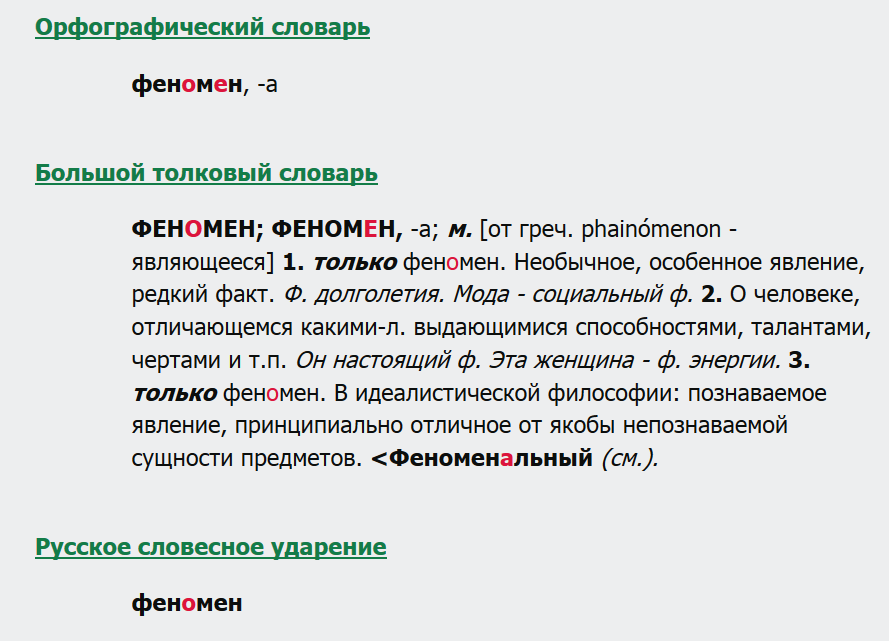 Орфографический словарь
феномен, -а
Большой толковый словарь
ФЕНОМЕН; ФЕНОМЕН, -а; м. [от греч. phainómenon -
являющееся] 1. только феномен. Необычное, особенное явление,
редкий факт. Ф. долголетия. Мода - социальный ф. 2. О человеке,
отличающемся какими-л. выдающимися способностями, талантами,
чертами и т.п. Он настоящий ф. Эта женщина - ф. энергии. 3.
только феномен. В идеалистической философии: познаваемое
явление, принципиально отличное от якобы непознаваемой
сущности предметов. <Феноменальный (см.).
Русское словесное ударение
феномен